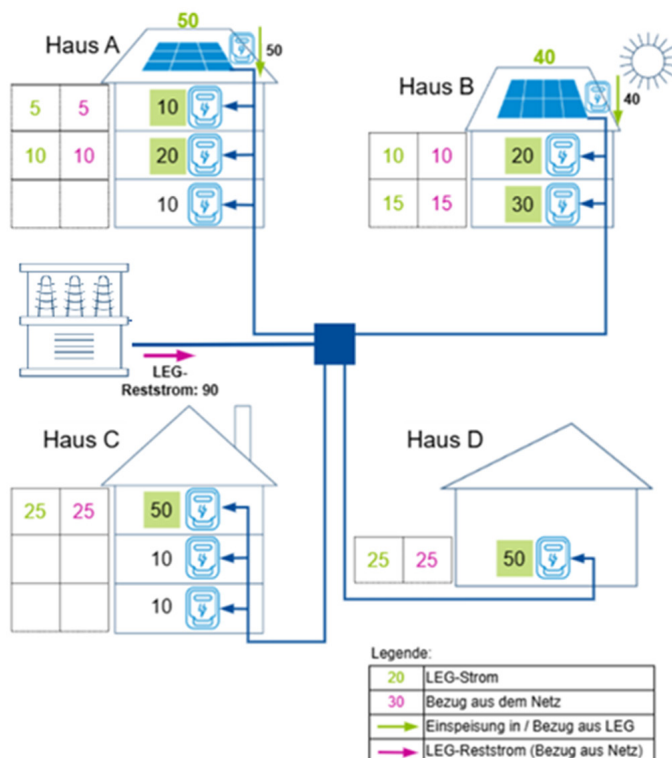 50
Haus A
50
5 5 10
10 10 20
10
40
Haus B
40
10 10 20
15 15 30
LEG-
Reststrom: 90
Haus C
25 25 50
10
10
Haus D
25 25 50
Legende:
20 LEG-Strom
30 Bezug aus dem Netz
Einspeisung in / Bezug aus LEG
LEG-Reststrom (Bezug aus Netz)